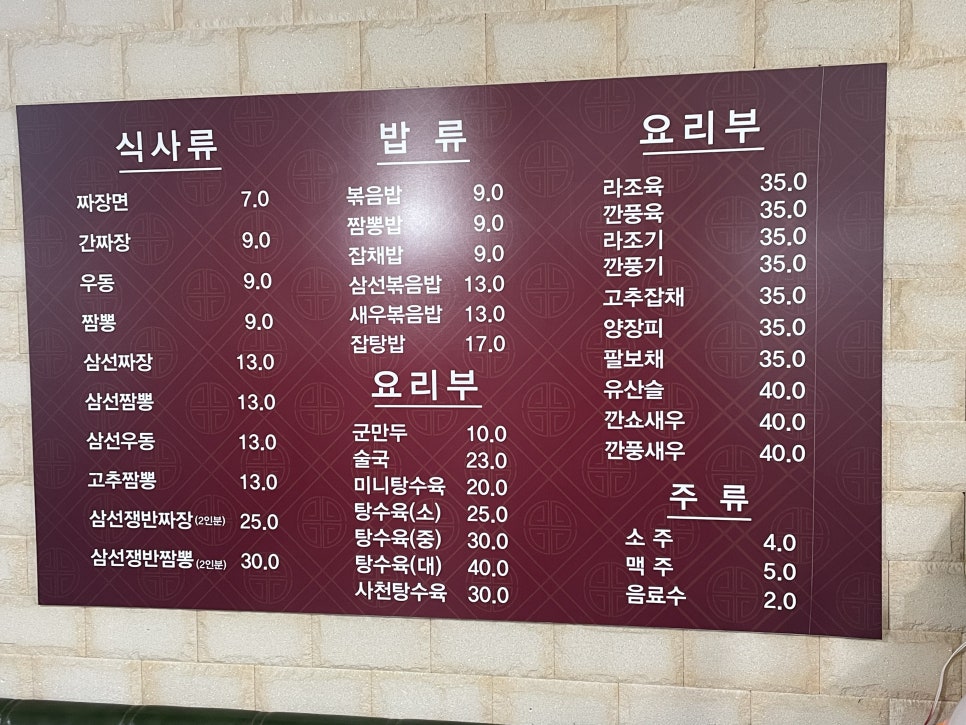 식사류
짜장면 7.0
간짜장 9.0
우동 9.0
짬뽕 9.0
삼선짜장 13.0
삼선짬뽕 13.0
삼선우동 13.0
고추짬뽕 13.0
삼선쟁반짜장(2인분) 25.0
삼선쟁반짬뽕(2인분) 30.0
밥 류
볶음밥 9.0
짬뽕밥 9.0
잡채밥 9.0
삼선볶음밥 13.0
새우볶음밥 13.0
잡탕밥 17.0
요리부
군만두 10.0
술국 23.0
미니탕수육 20.0
탕수육(소) 25.0
탕수육(중) 30.0
탕수육(대) 40.0
사천탕수육 30.0
요리부
라조육 35.0
깐풍육 35.0
라조기 35.0
깐풍기 35.0
고추잡채 35.0
양장피 35.0
팔보채 35.0
유산슬 40.0
깐쇼새우 40.0
깐풍새우 40.0
주 류
소 주 4.0
맥 주 5.0
음료수 2.0